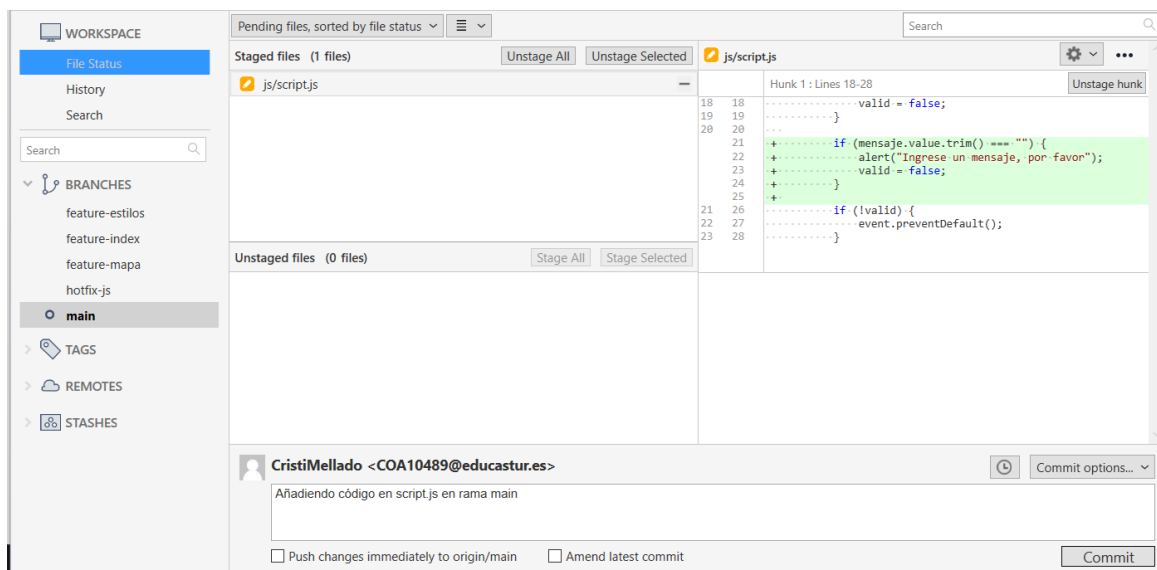 WORKSPACE
File Status
History
Search
Search
BRANCHES
feature-estilos
feature-index
feature-mapa
hotfix-js
main
TAGS
REMOTES
STASHES
Pending files, sorted by file status
Search
Staged files (1 files)
Unstage All
Unstage Selected
js/script.js
Unstaged files (0 files)
Stage All
Stage Selected
js/script.js
Hunk 1 : Lines 18-28
Unstage hunk
18 18 valid = false;
19 19 }
20 20
21 + if (mensaje.value.trim() === "") {
22 + alert("Ingrese un mensaje, por favor");
23 + valid = false;
24 + }
25 +
21 26 if (!valid) {
22 27 event.preventDefault();
23 28 }
CristiMellado <COA10489@educastur.es>
Commit options...
Añadiendo código en script.js en rama main
Push changes immediately to origin/main
Amend latest commit
Commit